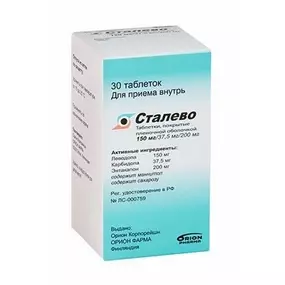 30 таблеток
Для приема внутрь
Сталево
Таблетки, покрытые
пленочной оболочкой
150 мг/37,5 мг/200 мг
Активные ингредиенты:
Леводопа 150 мг
Карбидопа 37,5 мг
Энтакапон 200 мг
содержит маннитол
содержит сахарозу
Рег. удостоверение в РФ
№ ЛС-000759
Выдано:
Орион Корпорейшн
ОРИОН ФАРМА
Финляндия
ORION
PHARMA